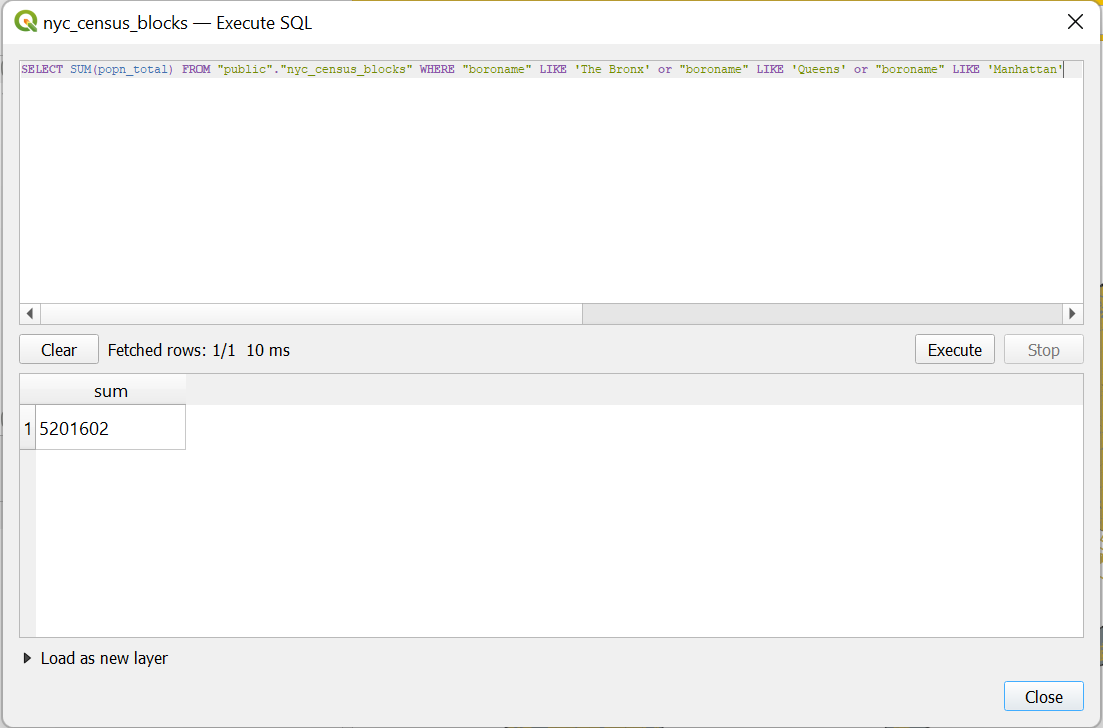 nyc_census_blocks — Execute SQL
SELECT SUM(popn_total) FROM "public"."nyc_census_blocks" WHERE "boroname" LIKE 'The Bronx' or "boroname" LIKE 'Queens' or "boroname" LIKE 'Manhattan'
Clear Fetched rows: 1/1 10 ms Execute Stop
sum
1 5201602
Load as new layer
Close